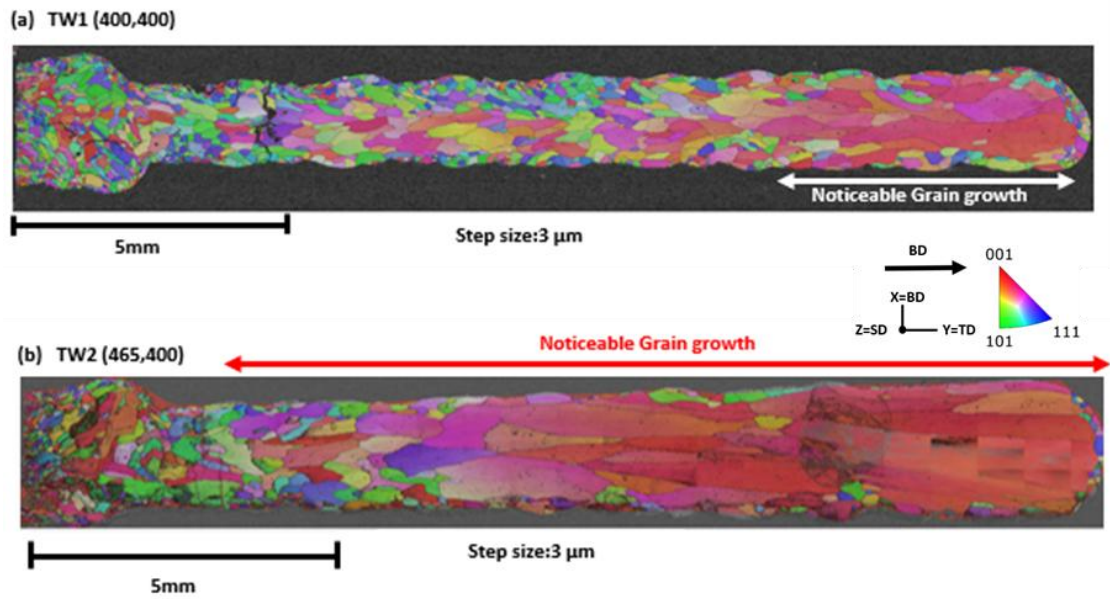 (a) TW1 (400,400)
Noticeable Grain growth
5mm
Step size:3 µm
BD
001
X=BD
Z=SD
Y=TD
101
111
Noticeable Grain growth
(b) TW2 (465,400)
Step size:3 µm
5mm